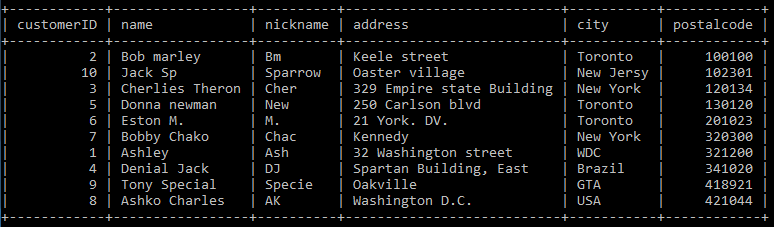 customerID | name | nickname | address | city | postalcode
2 | Bob marley | Bm | Keele street | Toronto | 100100
10 | Jack Sp | Sparrow | Oaster village | New Jersy | 102301
3 | Cherlies Theron | Cher | 329 Empire state Building | New York | 120134
5 | Donna newman | New | 250 Carlson blvd | Toronto | 130120
6 | Eston M. | M. | 21 York. DV. | Toronto | 201023
7 | Bobby Chako | Chac | Kennedy | New York | 320300
1 | Ashley | Ash | 32 Washington street | WDC | 321200
4 | Denial Jack | DJ | Spartan Building, East | Brazil | 341020
9 | Tony Special | Specie | Oakville | GTA | 418921
8 | Ashko Charles | AK | Washington D.C. | USA | 421044